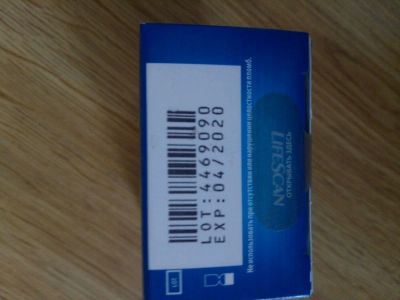 LOT:4469090
EXP:04/2020
Не использовать при отсутствии или нарушении целостности пломб.
LIFESCAN
ОТКРЫВАТЬ ЗДЕСЬ